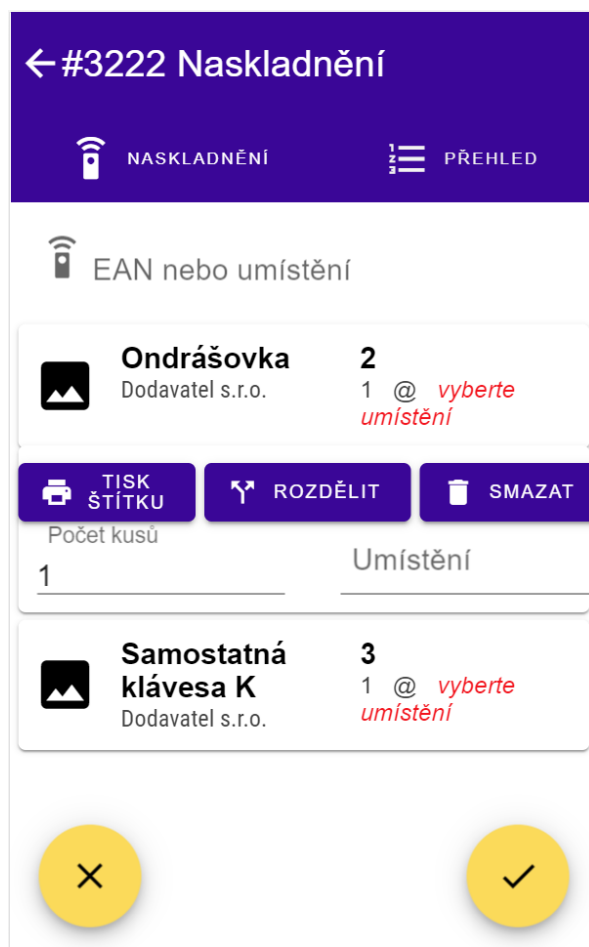 #3222 Naskladnění
NASKLADNĚNÍ PŘEHLED
EAN nebo umístění
Ondrášovka 2
Dodavatel s.r.o. 1 @ vyberte
umístění
TISK
ŠTÍTKU ROZDĚLIT SMAZAT
Počet kusů
1 Umístění
Samostatná 3
klávesa K 1 @ vyberte
Dodavatel s.r.o. umístění